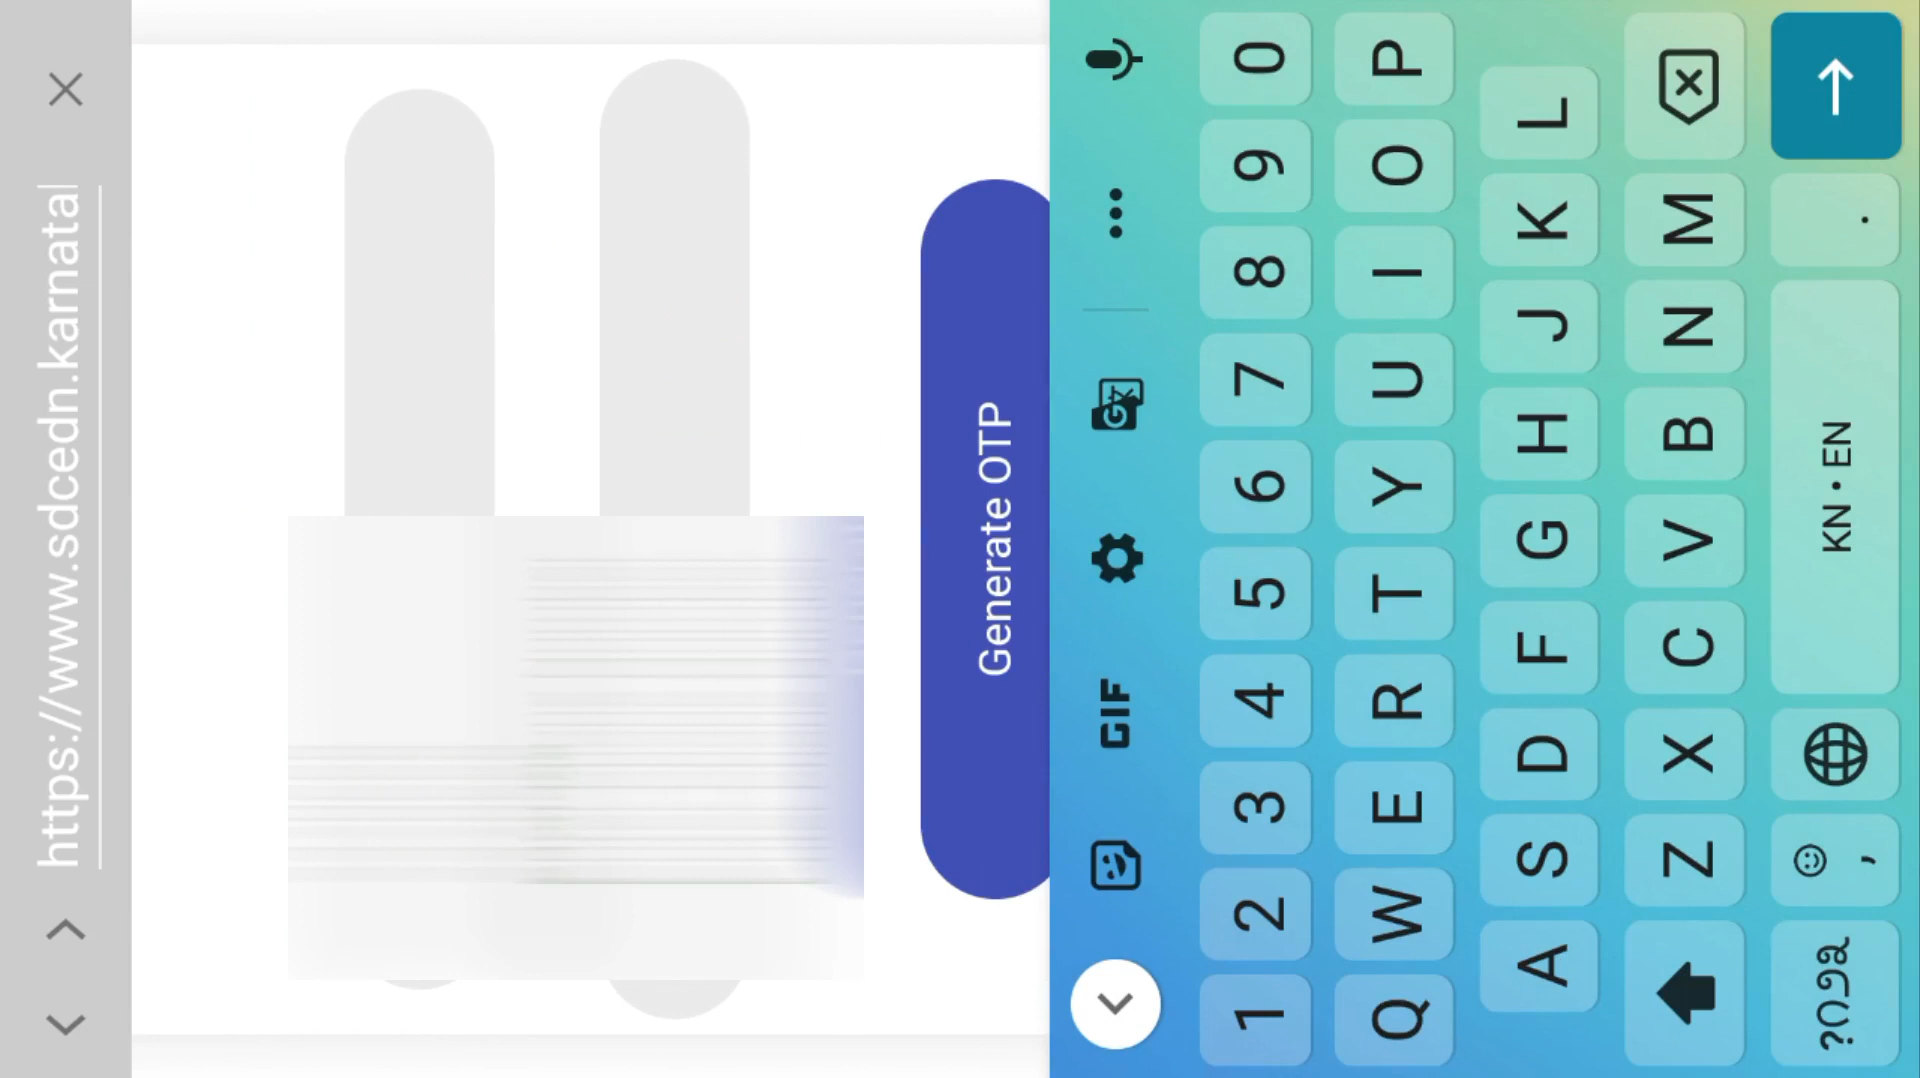 https://www.sdcedn.karnatal
Generate OTP
GIF
1 2 3 4 5 6 7 8 9 0
Q W E R T Y U I O P
A S D F G H J K L
Z X C V B N M
?೧೨ಖ , KN • EN .